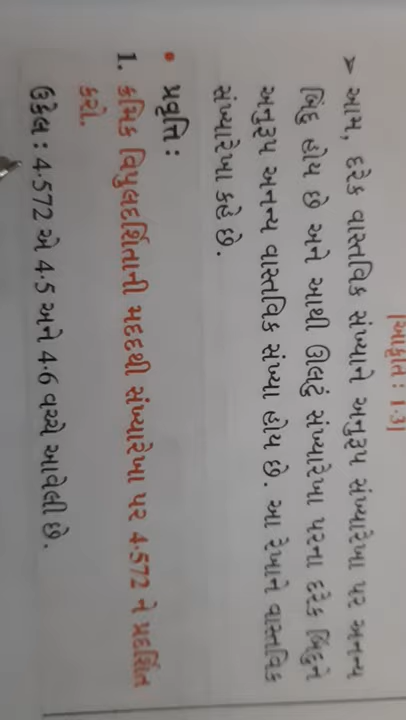 [આકૃતિ : 1.3]
➢ આમ, દરેક વાસ્તવિક સંખ્યાને અનુરૂપ સંખ્યારેખા પર અનન્ય
બિંદુ હોય છે અને આથી ઊલટું સંખ્યારેખા પરના દરેક બિંદુને
અનુરૂપ અનન્ય વાસ્તવિક સંખ્યા હોય છે. આ રેખાને વાસ્તવિક
સંખ્યારેખા કહે છે.
• પ્રવૃત્તિ :
1. ક્રમિક વિપુલદર્શિતાની મદદથી સંખ્યારેખા પર 4.572 ને પ્રદર્શિત
કરો.
ઉકેલ : 4.572 એ 4.5 અને 4.6 વચ્ચે આવેલી છે.